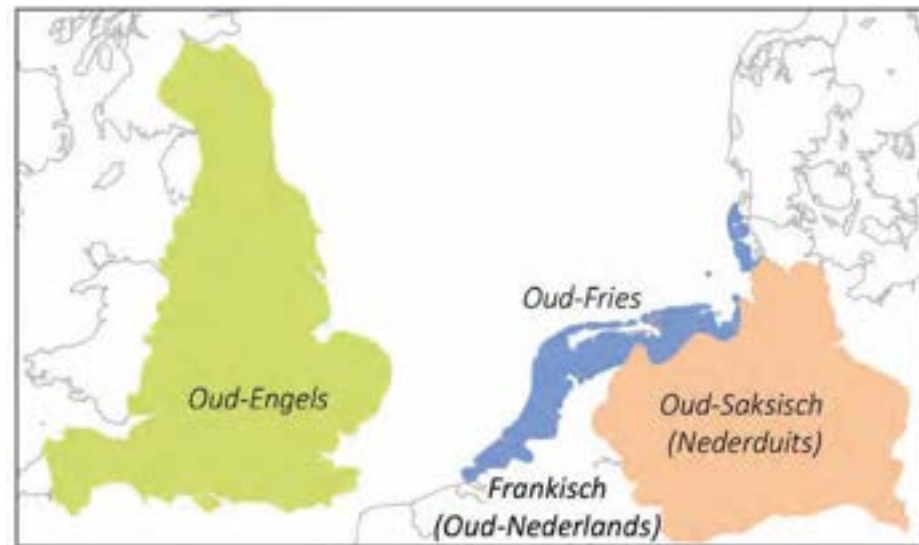 Oud-Fries
Oud-Engels
Oud-Saksisch
(Nederduits)
Frankisch
(Oud-Nederlands)